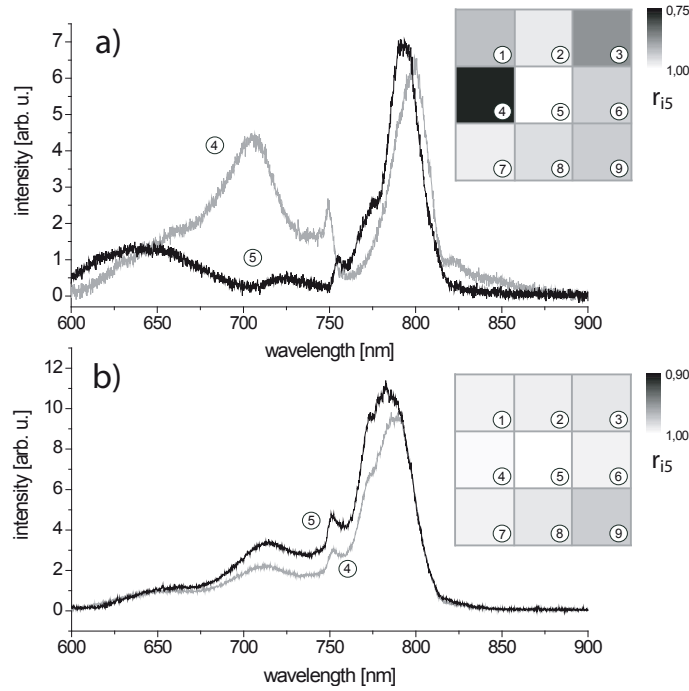 a)
intensity [arb. u.]
7
6
5
4
3
2
1
0
④
⑤
600 650 700 750 800 850 900
wavelength [nm]
① ② ③
④ ⑤ ⑥
⑦ ⑧ ⑨
0,75
1,00
r_i5
b)
intensity [arb. u.]
12
10
8
6
4
2
0
⑤
④
600 650 700 750 800 850 900
wavelength [nm]
① ② ③
④ ⑤ ⑥
⑦ ⑧ ⑨
0,90
1,00
r_i5